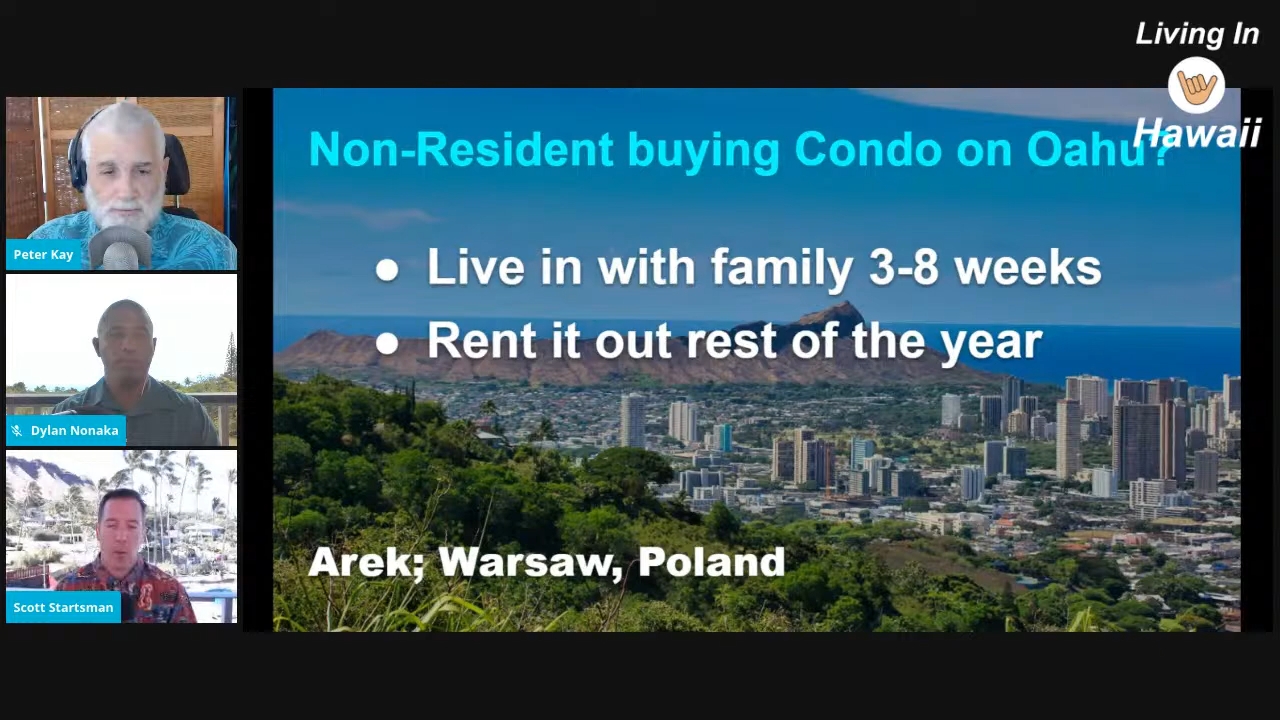 Living In
Hawaii
Non-Resident buying Condo on Oahu?
● Live in with family 3-8 weeks
● Rent it out rest of the year
Arek; Warsaw, Poland
Peter Kay
Dylan Nonaka
Scott Startsman